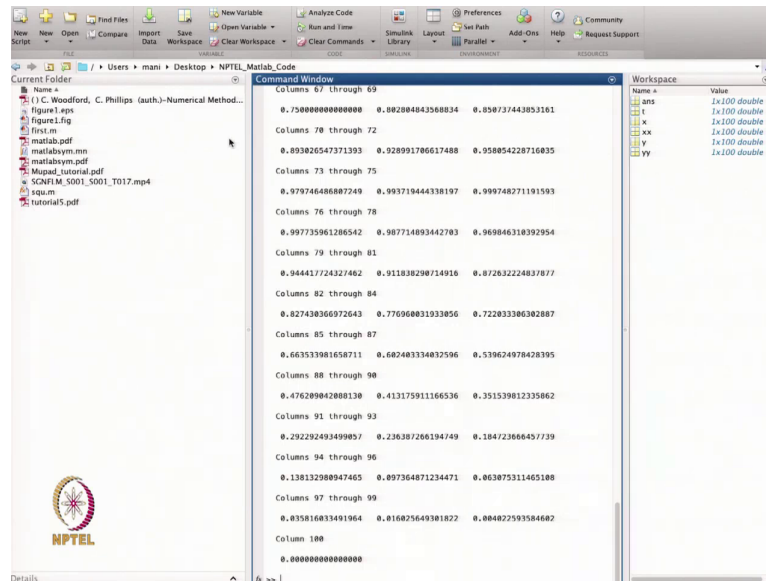 New Variable
Analyze Code
Preferences
Find Files
Open Variable
Run and Time
Set Path
Community
New Script
New
Open
Compare
Import Data
Save Workspace
Clear Workspace
Clear Commands
Simulink Library
Layout
Parallel
Add-Ons
Help
Request Support
FILE
VARIABLE
CODE
SIMULINK
ENVIRONMENT
RESOURCES
/ Users mani Desktop NPTEL_Matlab_Code
Current Folder
Name
() C. Woodford, C. Phillips (auth.)-Numerical Method...
figure1.eps
figure1.fig
first.m
matlab.pdf
matlabsym.mn
matlabsym.pdf
Mupad_tutorial.pdf
SGNFLM_S001_S001_T017.mp4
squ.m
tutorial5.pdf
NPTEL
Details
Command Window
Columns 67 through 69
0.750000000000000 0.802804843568834 0.850737443853161
Columns 70 through 72
0.893026547371393 0.928991706617488 0.958054228716035
Columns 73 through 75
0.979746486807249 0.993719444338197 0.999748271191593
Columns 76 through 78
0.997735961286542 0.987714893442703 0.969846310392954
Columns 79 through 81
0.944417724327462 0.911838290714916 0.872632224837877
Columns 82 through 84
0.827430366972643 0.776960031933056 0.722033306302887
Columns 85 through 87
0.663533981658711 0.602403334032596 0.539624978428395
Columns 88 through 90
0.476209042088130 0.413175911166536 0.351539812335862
Columns 91 through 93
0.292292493499057 0.236387266194749 0.184723666457739
Columns 94 through 96
0.138132980947465 0.097364871234471 0.063075311465108
Columns 97 through 99
0.035816033491964 0.016025649301822 0.004022593584602
Column 100
0.000000000000000
fx >>
Workspace
Name Value
ans 1x100 double
t 1x100 double
x 1x100 double
xx 1x100 double
y 1x100 double
yy 1x100 double